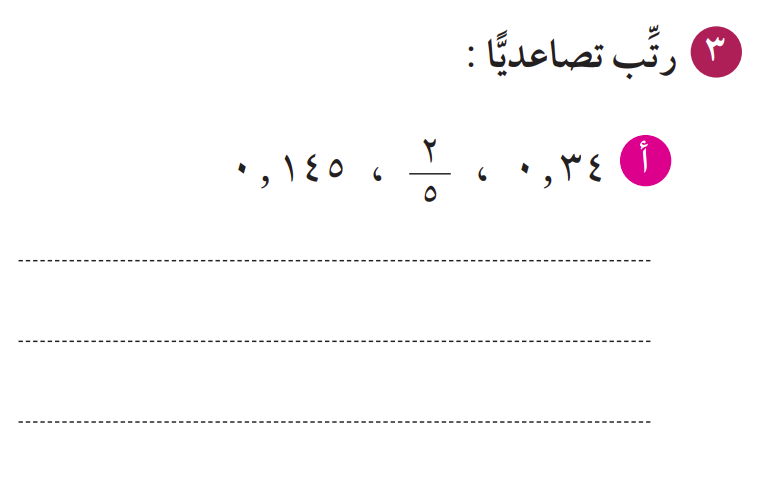 ٣ رتِّب تصاعديًّا :
أ ٠,٣٤ ، ٢/٥ ، ٠,١٤٥